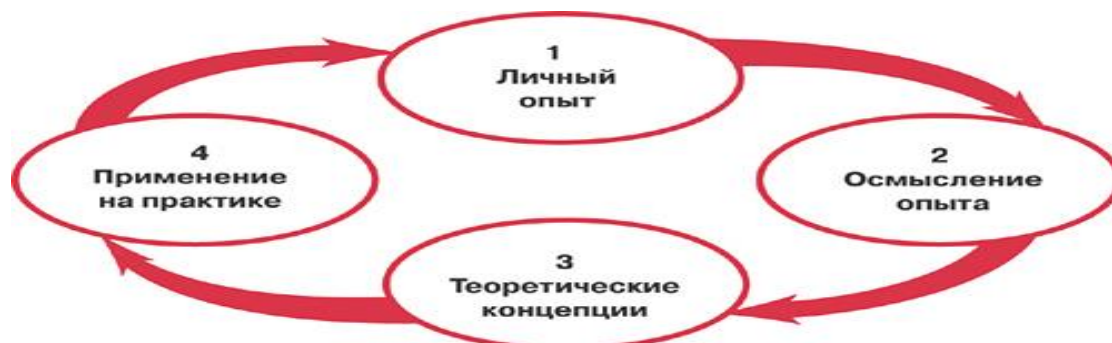 1
Личный
опыт
2
Осмысление
опыта
3
Теоретические
концепции
4
Применение
на практике